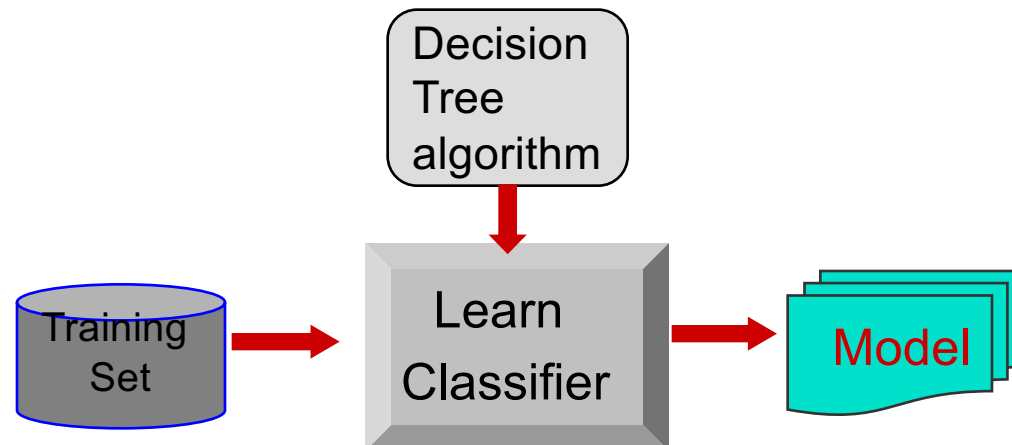 Decision
Tree
algorithm
Training
Set
Learn
Classifier
Model